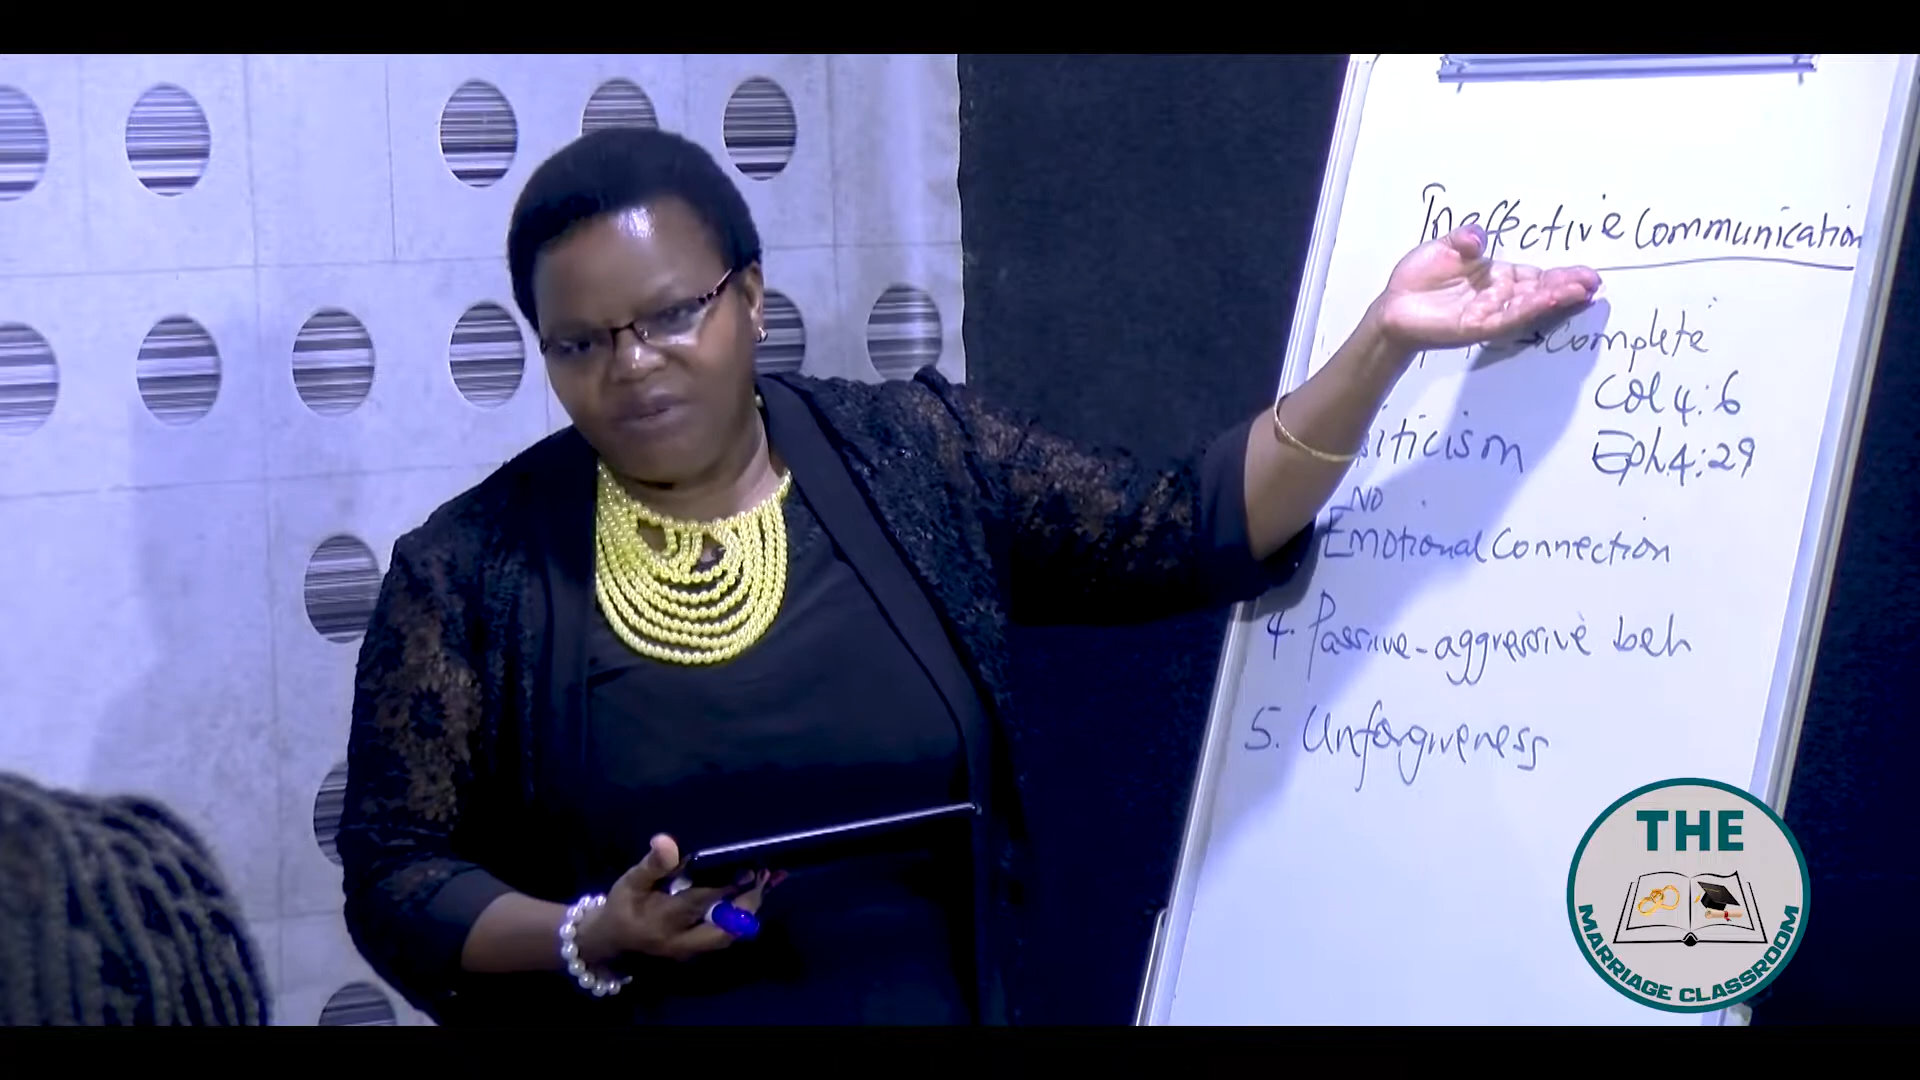 Ineffective Communication
→Complete"
Col 4:6
Criticism Eph.4:29
No
Emotional Connection
4. Passive-aggressive beh
5. Unforgiveness
THE
MARRIAGE CLASSROOM